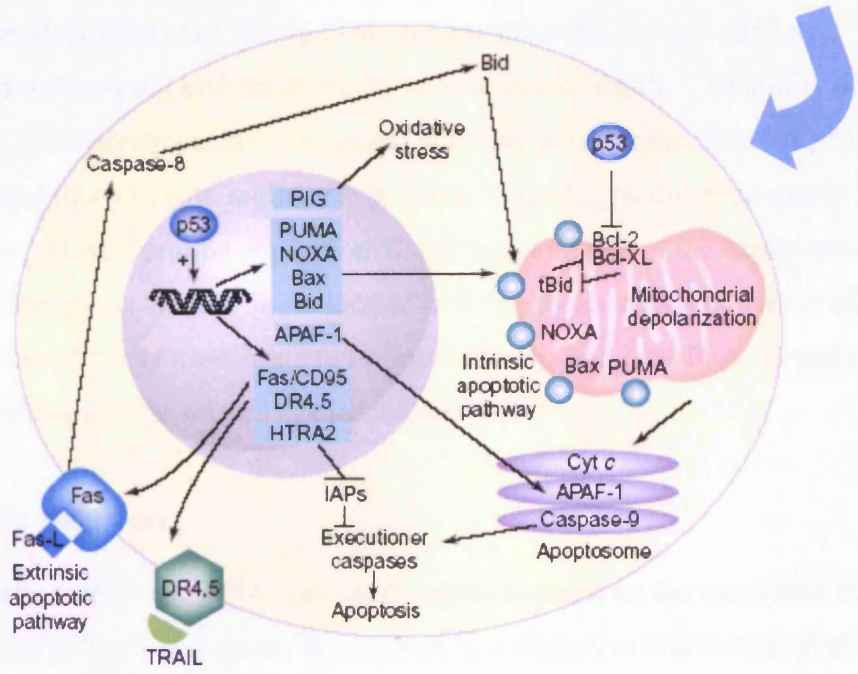 Bid
Oxidative
stress
p53
Caspase-8
PIG
p53
+
PUMA
NOXA
Bax
Bid
Bcl-2
Bcl-XL
tBid
Mitochondrial
depolarization
NOXA
APAF-1
Intrinsic
apoptotic
pathway
Bax PUMA
Fas/CD95
DR4,5
HTRA2
Cyt c
APAF-1
Caspase-9
Apoptosome
IAPs
Executioner
caspases
Apoptosis
Fas
Fas-L
Extrinsic
apoptotic
pathway
DR4,5
TRAIL